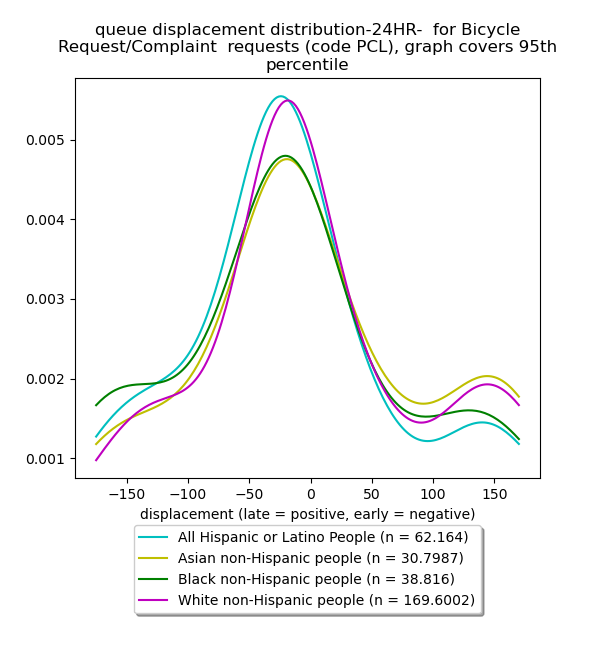 queue displacement distribution-24HR-  for Bicycle
Request/Complaint  requests (code PCL), graph covers 95th
percentile
0.005
0.004
0.003
0.002
0.001
−150 −100 −50 0 50 100 150
displacement (late = positive, early = negative)
All Hispanic or Latino People (n = 62.164)
Asian non-Hispanic people (n = 30.7987)
Black non-Hispanic people (n = 38.816)
White non-Hispanic people (n = 169.6002)